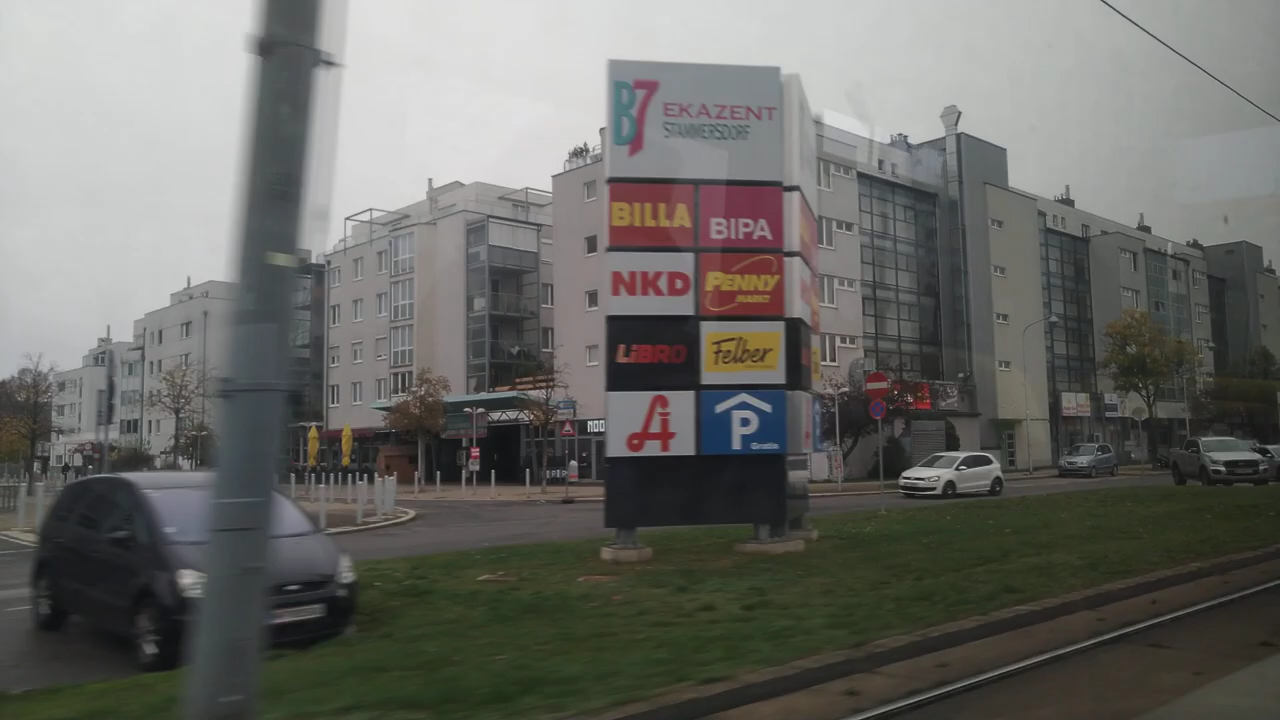 B7
EKAZENT
STAMMERSDORF
BILLA
BIPA
NKD
PENNY
MARKT
LiBRO
Felber
A
P
Gratis